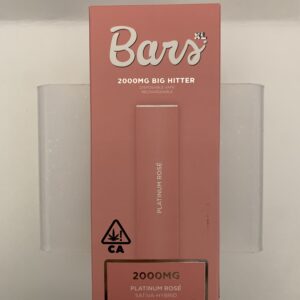 Bars XL
2000MG BIG HITTER
DISPOSABLE VAPE
RECHARGEABLE
PLATINUM ROSÉ
CA
2000MG
PLATINUM ROSÉ
SATIVA-HYBRID